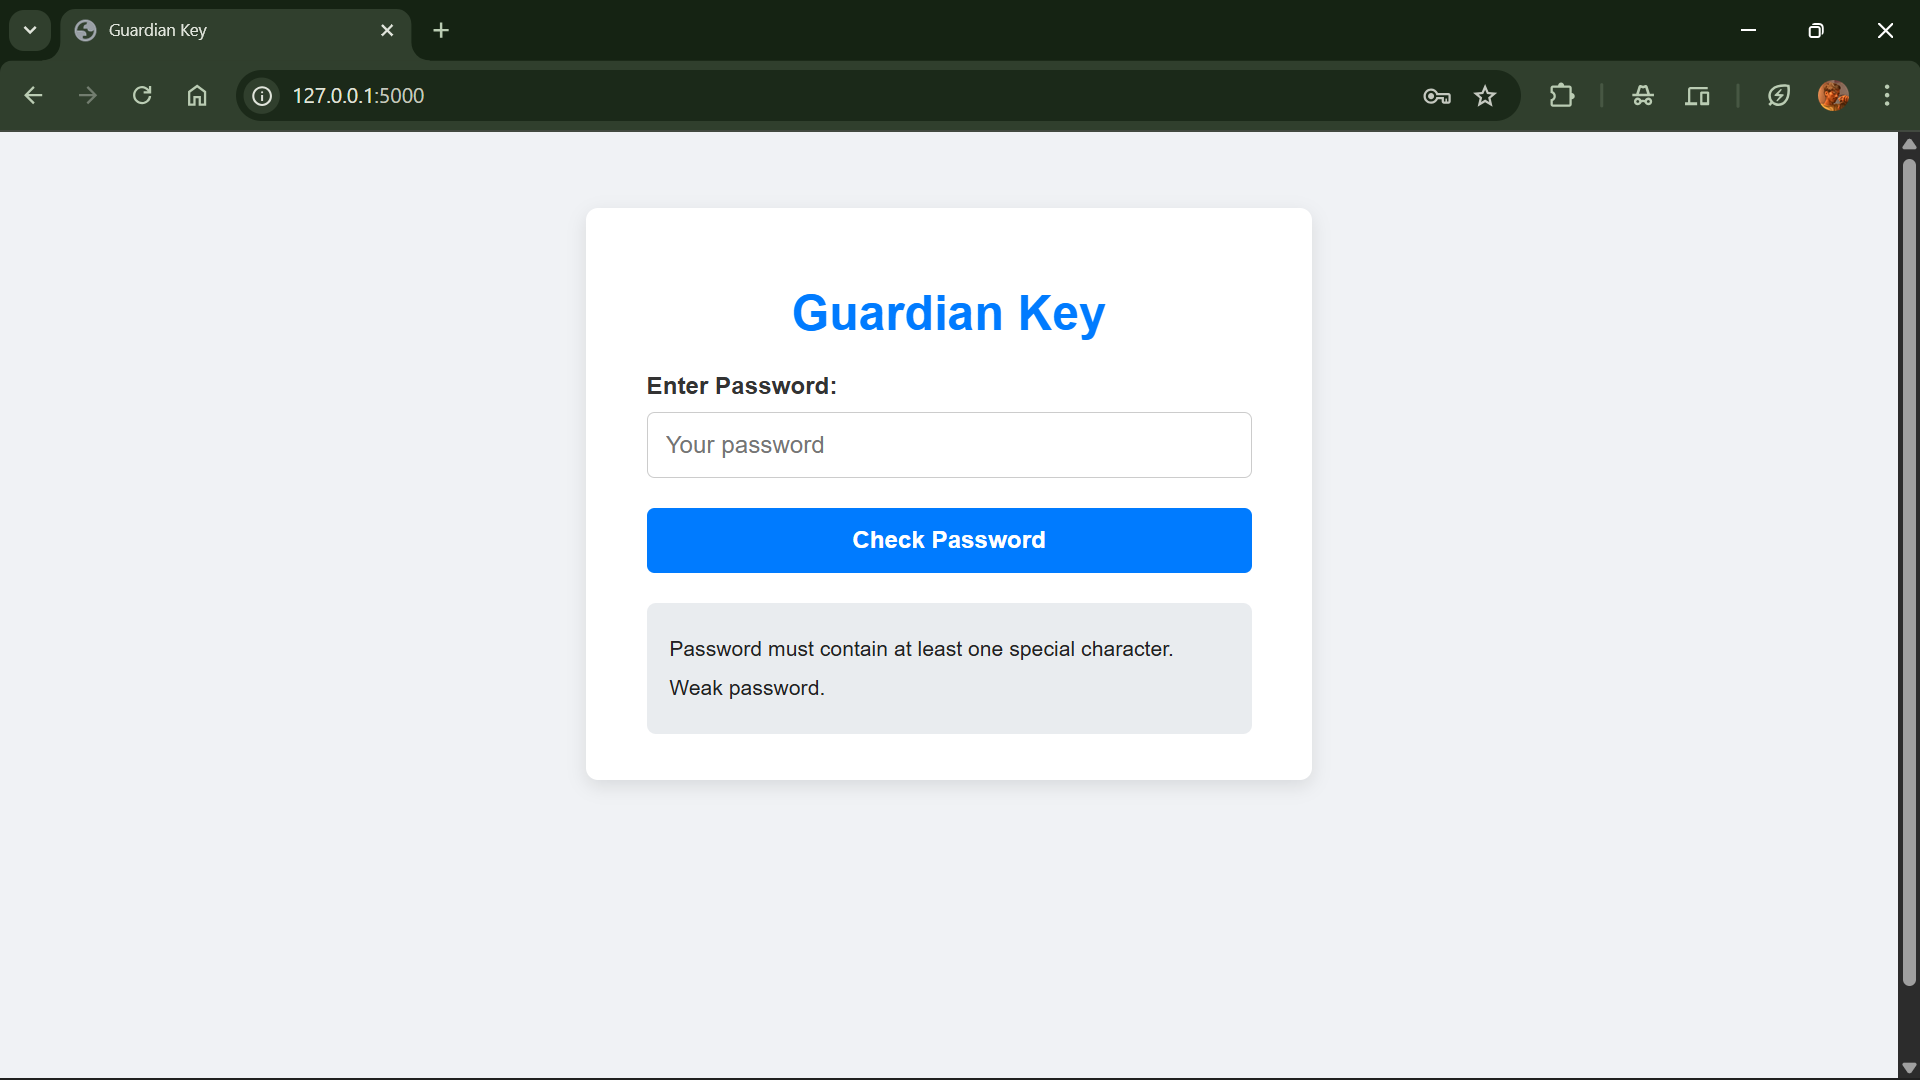 Guardian Key
127.0.0.1:5000
Guardian Key
Enter Password:
Your password
Check Password
Password must contain at least one special character.
Weak password.